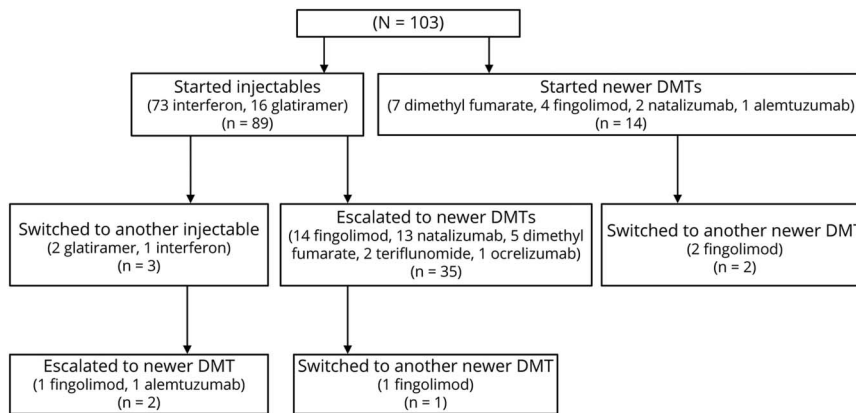 (N = 103)
Started injectables
(73 interferon, 16 glatiramer)
(n = 89)
Started newer DMTs
(7 dimethyl fumarate, 4 fingolimod, 2 natalizumab, 1 alemtuzumab)
(n = 14)
Switched to another injectable
(2 glatiramer, 1 interferon)
(n = 3)
Escalated to newer DMTs
(14 fingolimod, 13 natalizumab, 5 dimethyl
fumarate, 2 teriflunomide, 1 ocrelizumab)
(n = 35)
Switched to another newer DMT
(2 fingolimod)
(n = 2)
Escalated to newer DMT
(1 fingolimod, 1 alemtuzumab)
(n = 2)
Switched to another newer DMT
(1 fingolimod)
(n = 1)